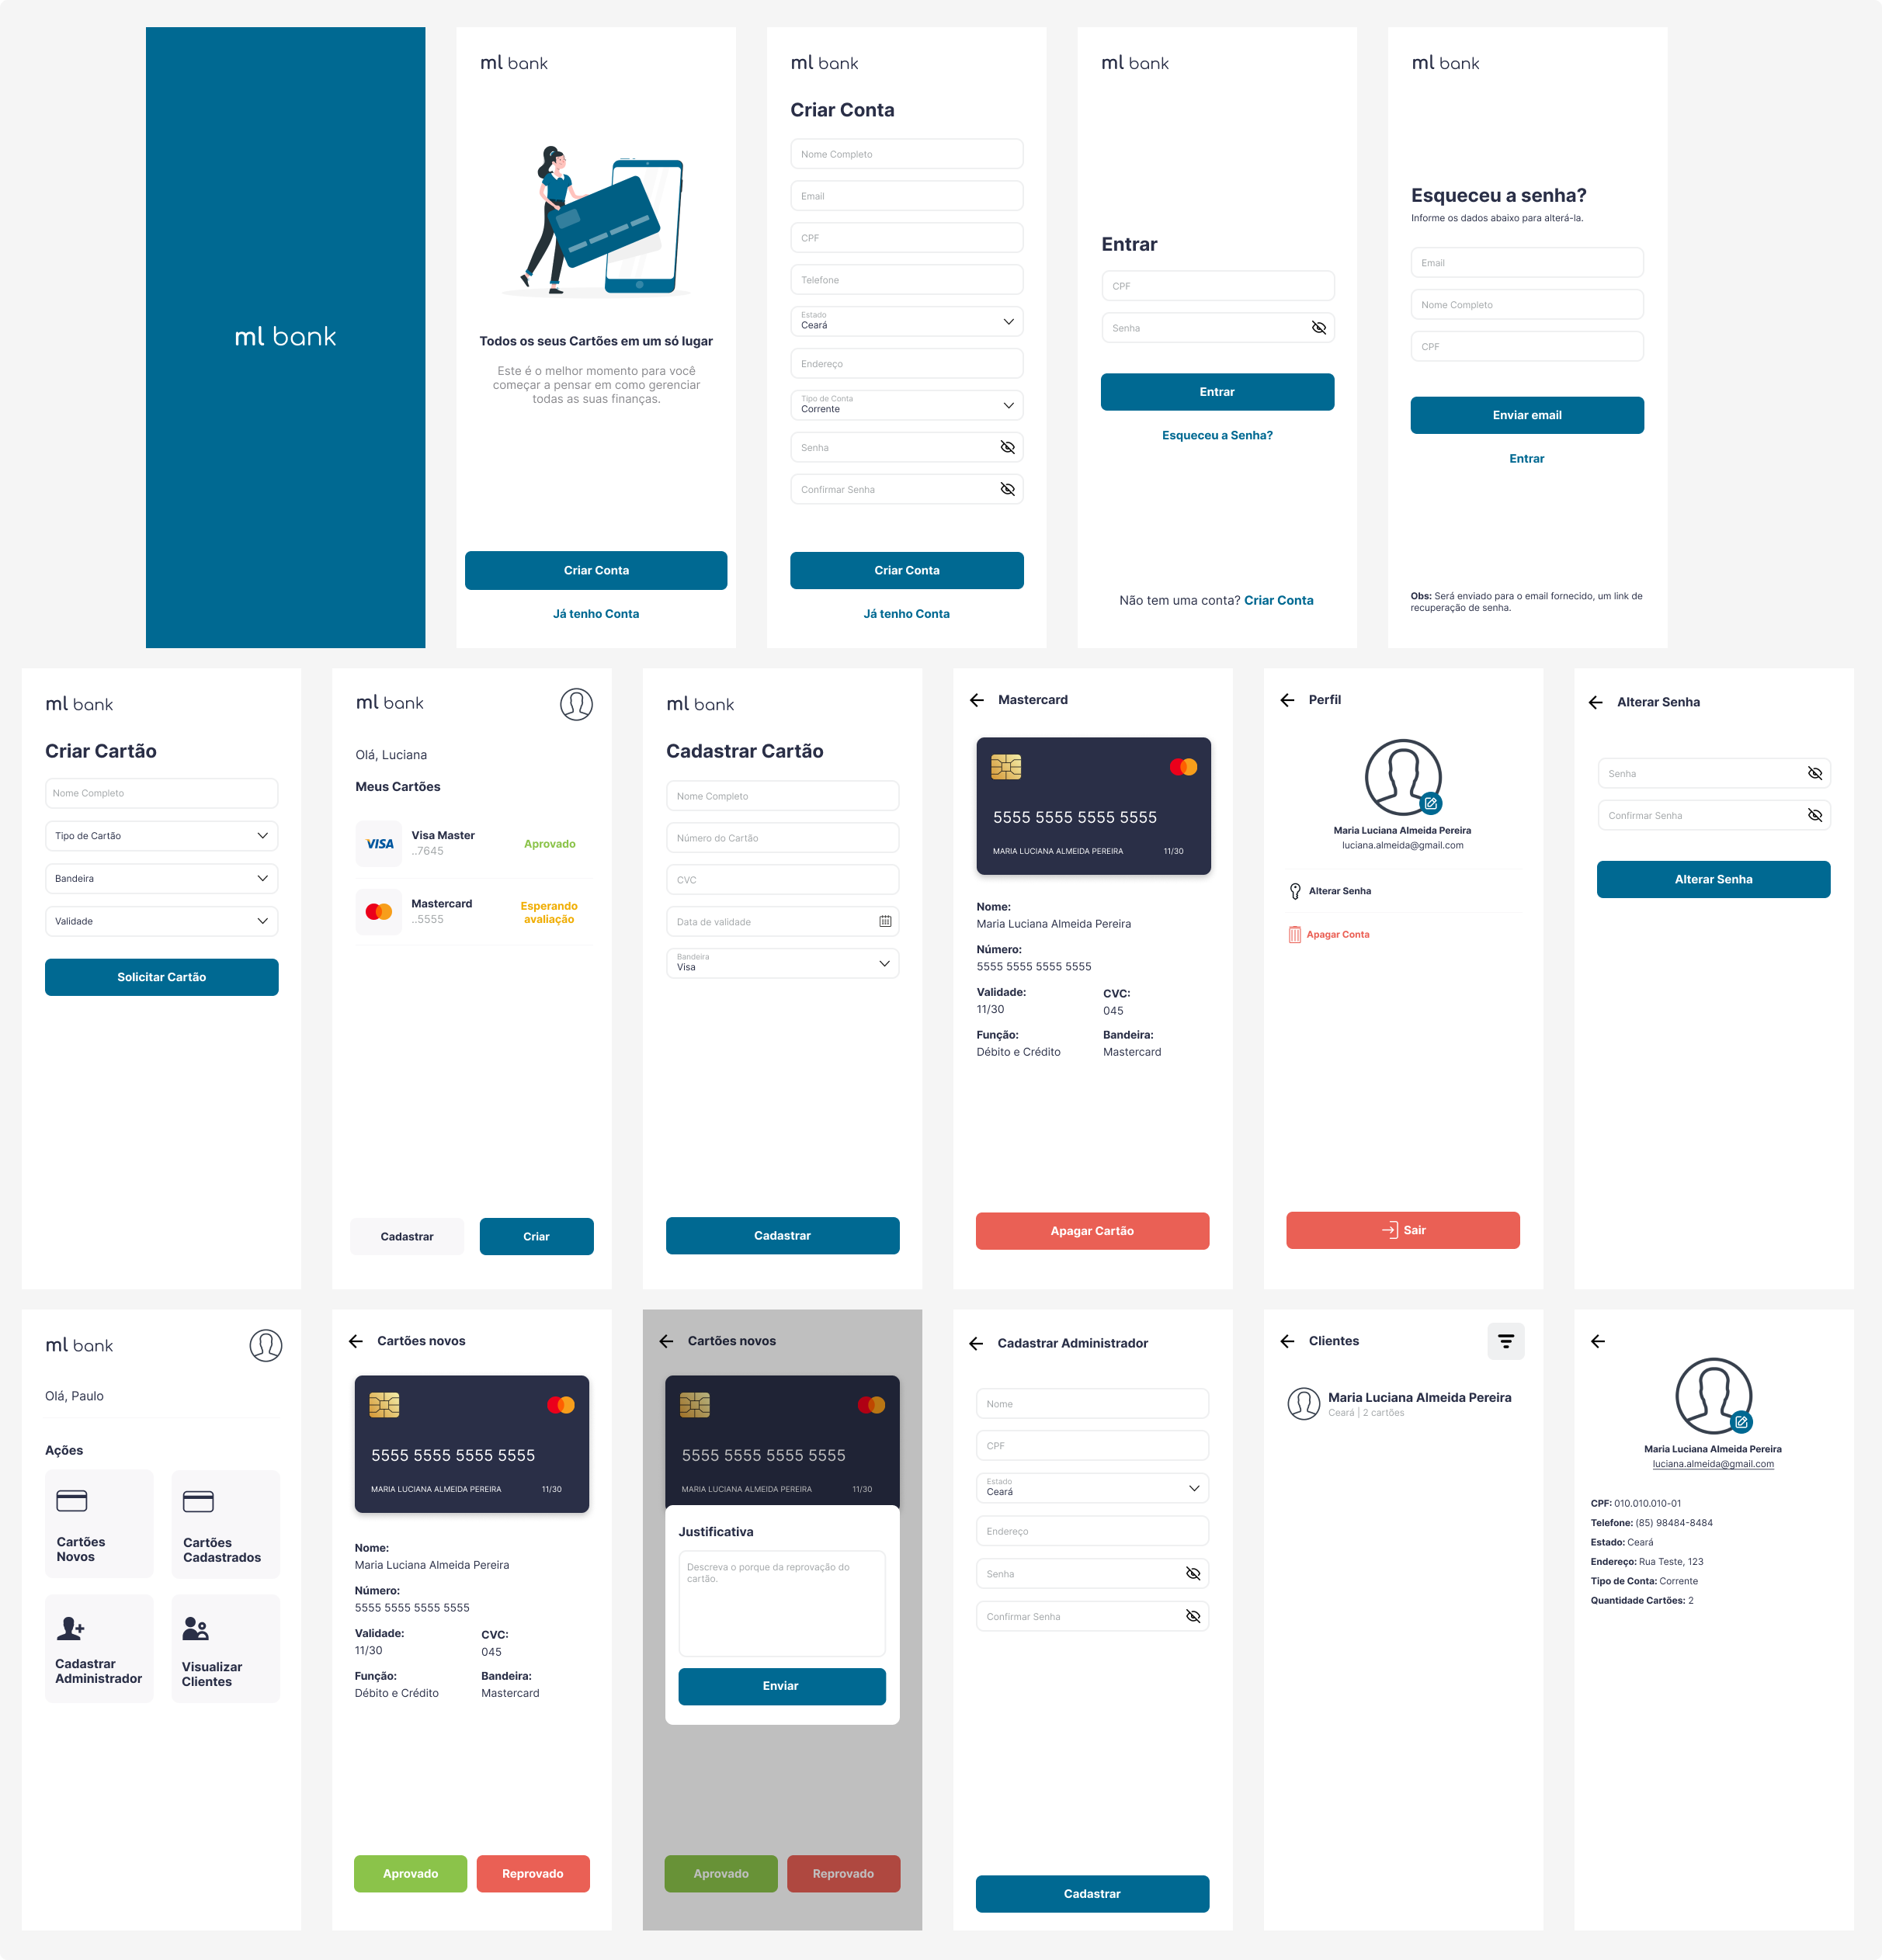 ml bank
ml bank
Todos os seus Cartões em um só lugar
Este é o melhor momento para você
começar a pensar em como gerenciar
todas as suas finanças.
Criar Conta
Já tenho Conta
ml bank
Criar Conta
Nome Completo
Email
CPF
Telefone
Estado
Ceará
Endereço
Tipo de Conta
Corrente
Senha
Confirmar Senha
Criar Conta
Já tenho Conta
ml bank
Entrar
CPF
Senha
Entrar
Esqueceu a Senha?
Não tem uma conta? Criar Conta
ml bank
Esqueceu a senha?
Informe os dados abaixo para alterá-la.
Email
Nome Completo
CPF
Enviar email
Entrar
Obs: Será enviado para o email fornecido, um link de
recuperação de senha.
ml bank
Criar Cartão
Nome Completo
Tipo de Cartão
Bandeira
Validade
Solicitar Cartão
ml bank
Olá, Luciana
Meus Cartões
VISA
Visa Master
..7645
Aprovado
Mastercard
..5555
Esperando
avaliação
Cadastrar
Criar
ml bank
Cadastrar Cartão
Nome Completo
Número do Cartão
CVC
Data de validade
Bandeira
Visa
Cadastrar
Mastercard
5555 5555 5555 5555
MARIA LUCIANA ALMEIDA PEREIRA 11/30
Nome:
Maria Luciana Almeida Pereira
Número:
5555 5555 5555 5555
Validade: CVC:
11/30 045
Função: Bandeira:
Débito e Crédito Mastercard
Apagar Cartão
Perfil
Maria Luciana Almeida Pereira
luciana.almeida@gmail.com
Alterar Senha
Apagar Conta
Sair
Alterar Senha
Senha
Confirmar Senha
Alterar Senha
ml bank
Olá, Paulo
Ações
Cartões
Novos
Cartões
Cadastrados
Cadastrar
Administrador
Visualizar
Clientes
Cartões novos
5555 5555 5555 5555
MARIA LUCIANA ALMEIDA PEREIRA 11/30
Nome:
Maria Luciana Almeida Pereira
Número:
5555 5555 5555 5555
Validade: CVC:
11/30 045
Função: Bandeira:
Débito e Crédito Mastercard
Aprovado
Reprovado
Cartões novos
5555 5555 5555 5555
MARIA LUCIANA ALMEIDA PEREIRA 11/30
Justificativa
Descreva o porque da reprovação do
cartão.
Enviar
Aprovado
Reprovado
Cadastrar Administrador
Nome
CPF
Estado
Ceará
Endereço
Senha
Confirmar Senha
Cadastrar
Clientes
Maria Luciana Almeida Pereira
Ceará | 2 cartões
Maria Luciana Almeida Pereira
luciana.almeida@gmail.com
CPF: 010.010.010-01
Telefone: (85) 98484-8484
Estado: Ceará
Endereço: Rua Teste, 123
Tipo de Conta: Corrente
Quantidade Cartões: 2